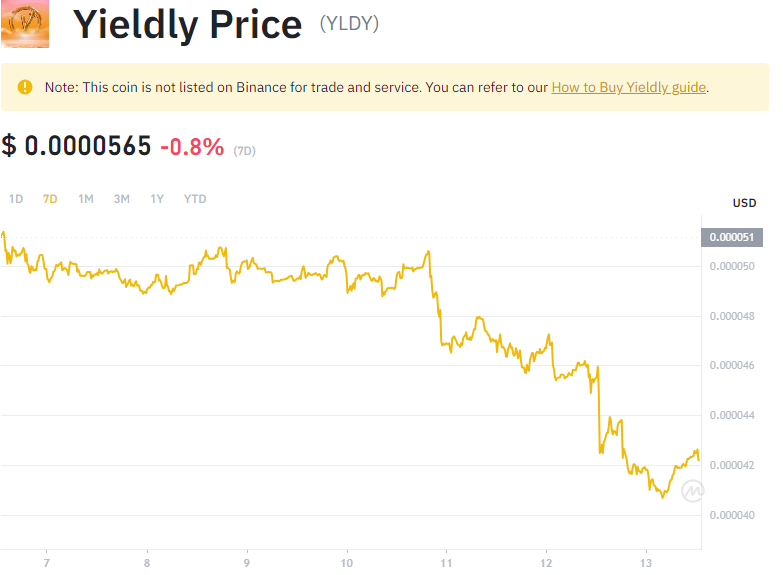 Yieldly Price (YLDY)
Note: This coin is not listed on Binance for trade and service. You can refer to our How to Buy Yieldly guide.
$ 0.0000565 -0.8% (7D)
1D 7D 1M 3M 1Y YTD
USD
0.000051
0.000050
0.000048
0.000046
0.000044
0.000042
0.000040
7 8 9 10 11 12 13